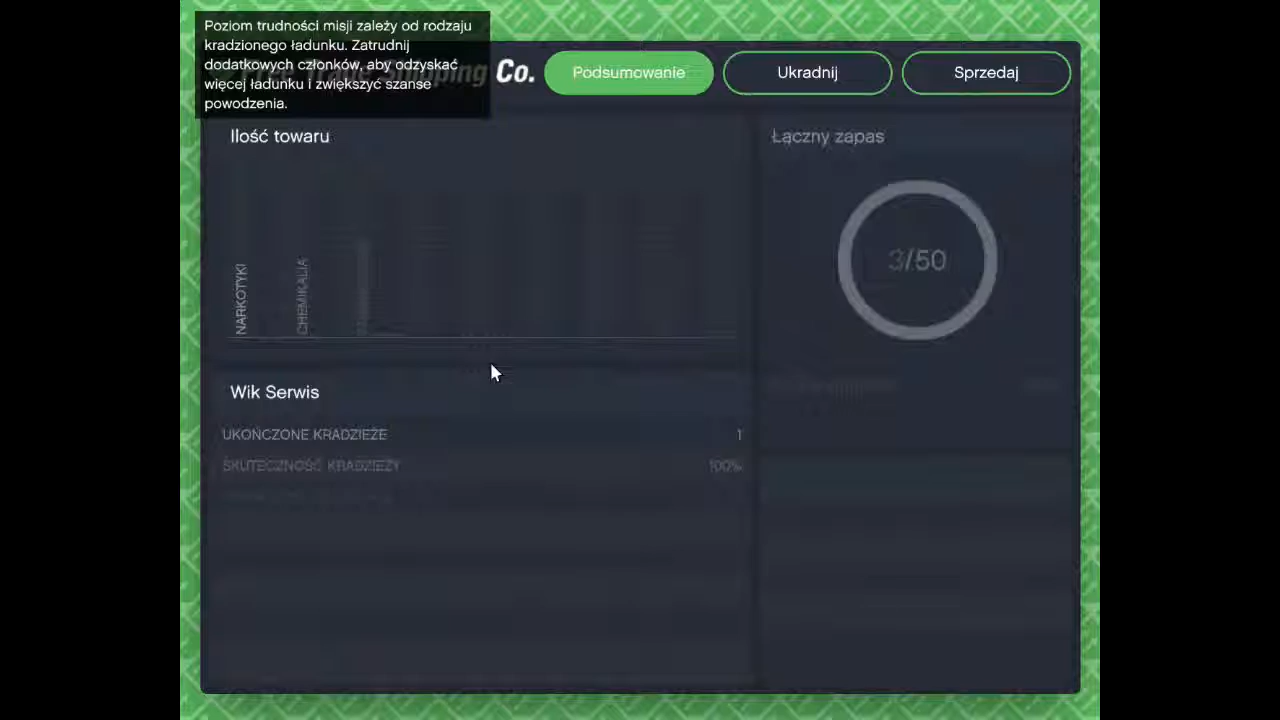 Poziom trudności misji zależy od rodzaju
kradzionego ładunku. Zatrudnij
dodatkowych członków, aby odzyskać
więcej ładunku i zwiększyć szanse
powodzenia.
Co.
Podsumowanie
Ukradnij
Sprzedaj
Ilość towaru
Łączny zapas
NARKOTYKI
CHEMIKALIA
3/50
Wik Serwis
UKOŃCZONE KRADZIEŻE 1
SKUTECZNOŚĆ KRADZIEŻY 100%